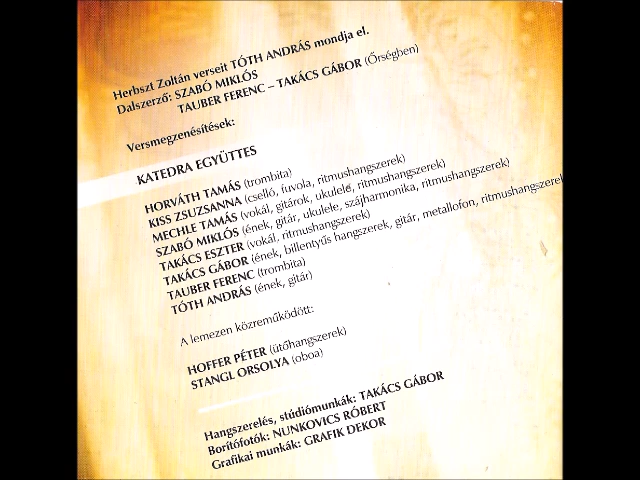 Herbszt Zoltán verseit TÓTH ANDRÁS mondja el.
Dalszerző: SZABÓ MIKLÓS
TAUBER FERENC – TAKÁCS GÁBOR (Őrségben)
Versmegzenésítések:
KATEDRA EGYÜTTES
HORVÁTH TAMÁS (trombita)
KISS ZSUZSANNA (cselló, fuvola, ritmushangszerek)
MECHLE TAMÁS (vokál, gitárok, ukulele, ritmushangszerek)
SZABÓ MIKLÓS (ének, gitár, ukulele, szájharmonika, ritmushangszerek)
TAKÁCS ESZTER (vokál, ritmushangszerek)
TAKÁCS GÁBOR (ének, billentyűs hangszerek, gitár, metallofon, ritmushangszerek
TAUBER FERENC (trombita)
TÓTH ANDRÁS (ének, gitár)
A lemezen közreműködött:
HOFFER PÉTER (ütőhangszerek)
STANGL ORSOLYA (oboa)
Hangszerelés, stúdiómunkák: TAKÁCS GÁBOR
Borítófotók: NUNKOVICS RÓBERT
Grafikai munkák: GRAFIK DEKOR